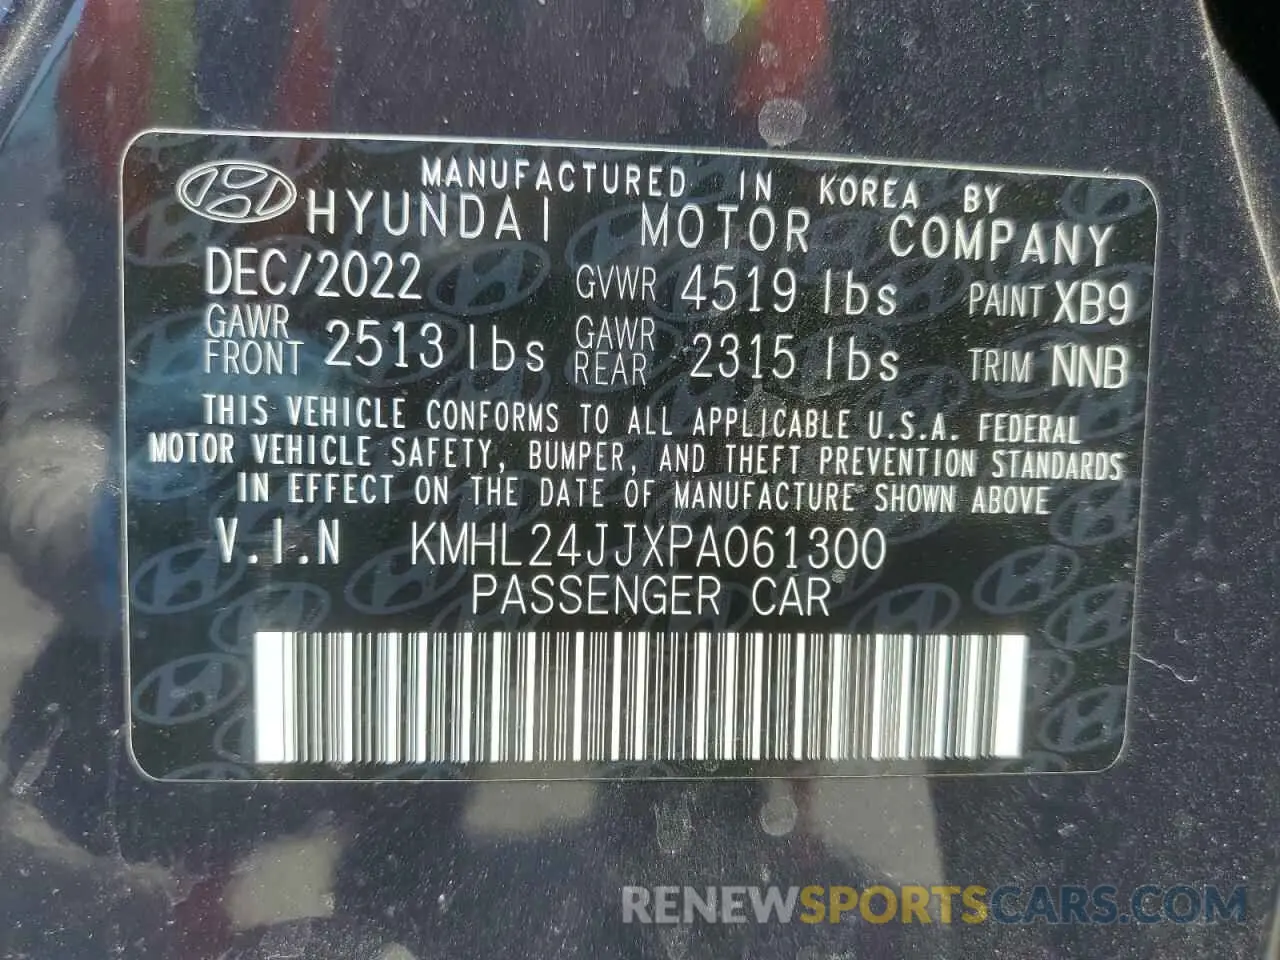 MANUFACTURED IN KOREA BY
HYUNDAI MOTOR COMPANY
DEC/2022 GVWR 4519 lbs PAINT XB9
GAWR FRONT 2513 lbs GAWR REAR 2315 lbs TRIM NNB
THIS VEHICLE CONFORMS TO ALL APPLICABLE U.S.A. FEDERAL
MOTOR VEHICLE SAFETY, BUMPER, AND THEFT PREVENTION STANDARDS
IN EFFECT ON THE DATE OF MANUFACTURE SHOWN ABOVE
V.I.N KMHL24JJXPA061300
PASSENGER CAR
RENEWSPORTSCARS.COM